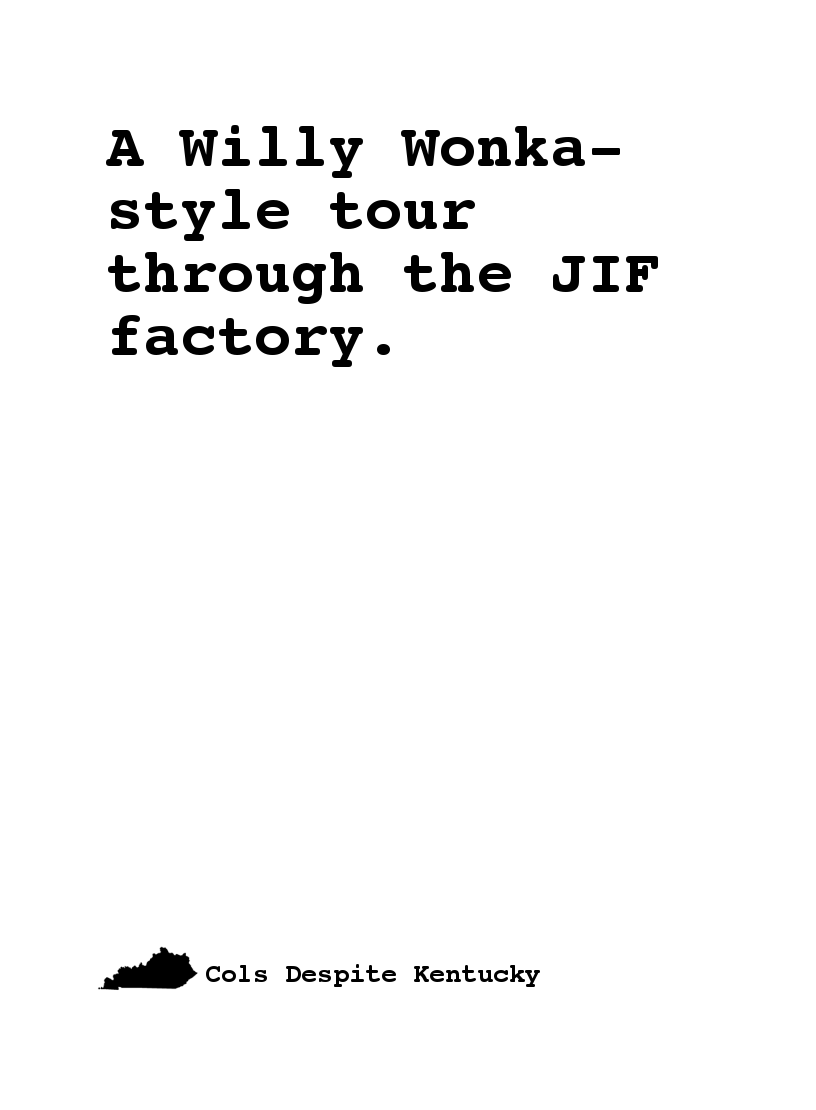 A Willy Wonka-
style tour
through the JIF
factory.
Cols Despite Kentucky